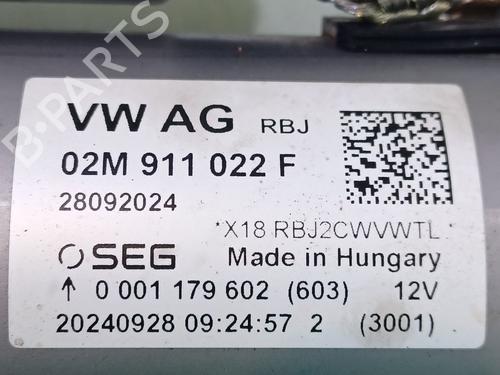 VW AG RBJ
02M 911 022 F
28092024
*X18 RBJ2CWVWTL*
SEG Made in Hungary
↑ 0 001 179 602 (603) 12V
20240928 09:24:57 2 (3001)
B-PARTS